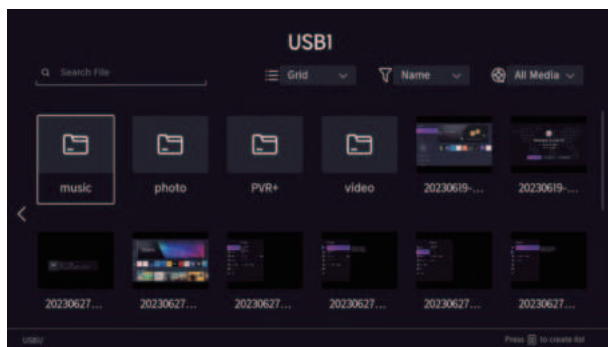 USB1
Search File Grid Name All Media
music photo PVR+ video 20230619-... 20230619-...
20230627... 20230627... 20230627... 20230627... 20230627... 20230627...
USB1/ Press to create list